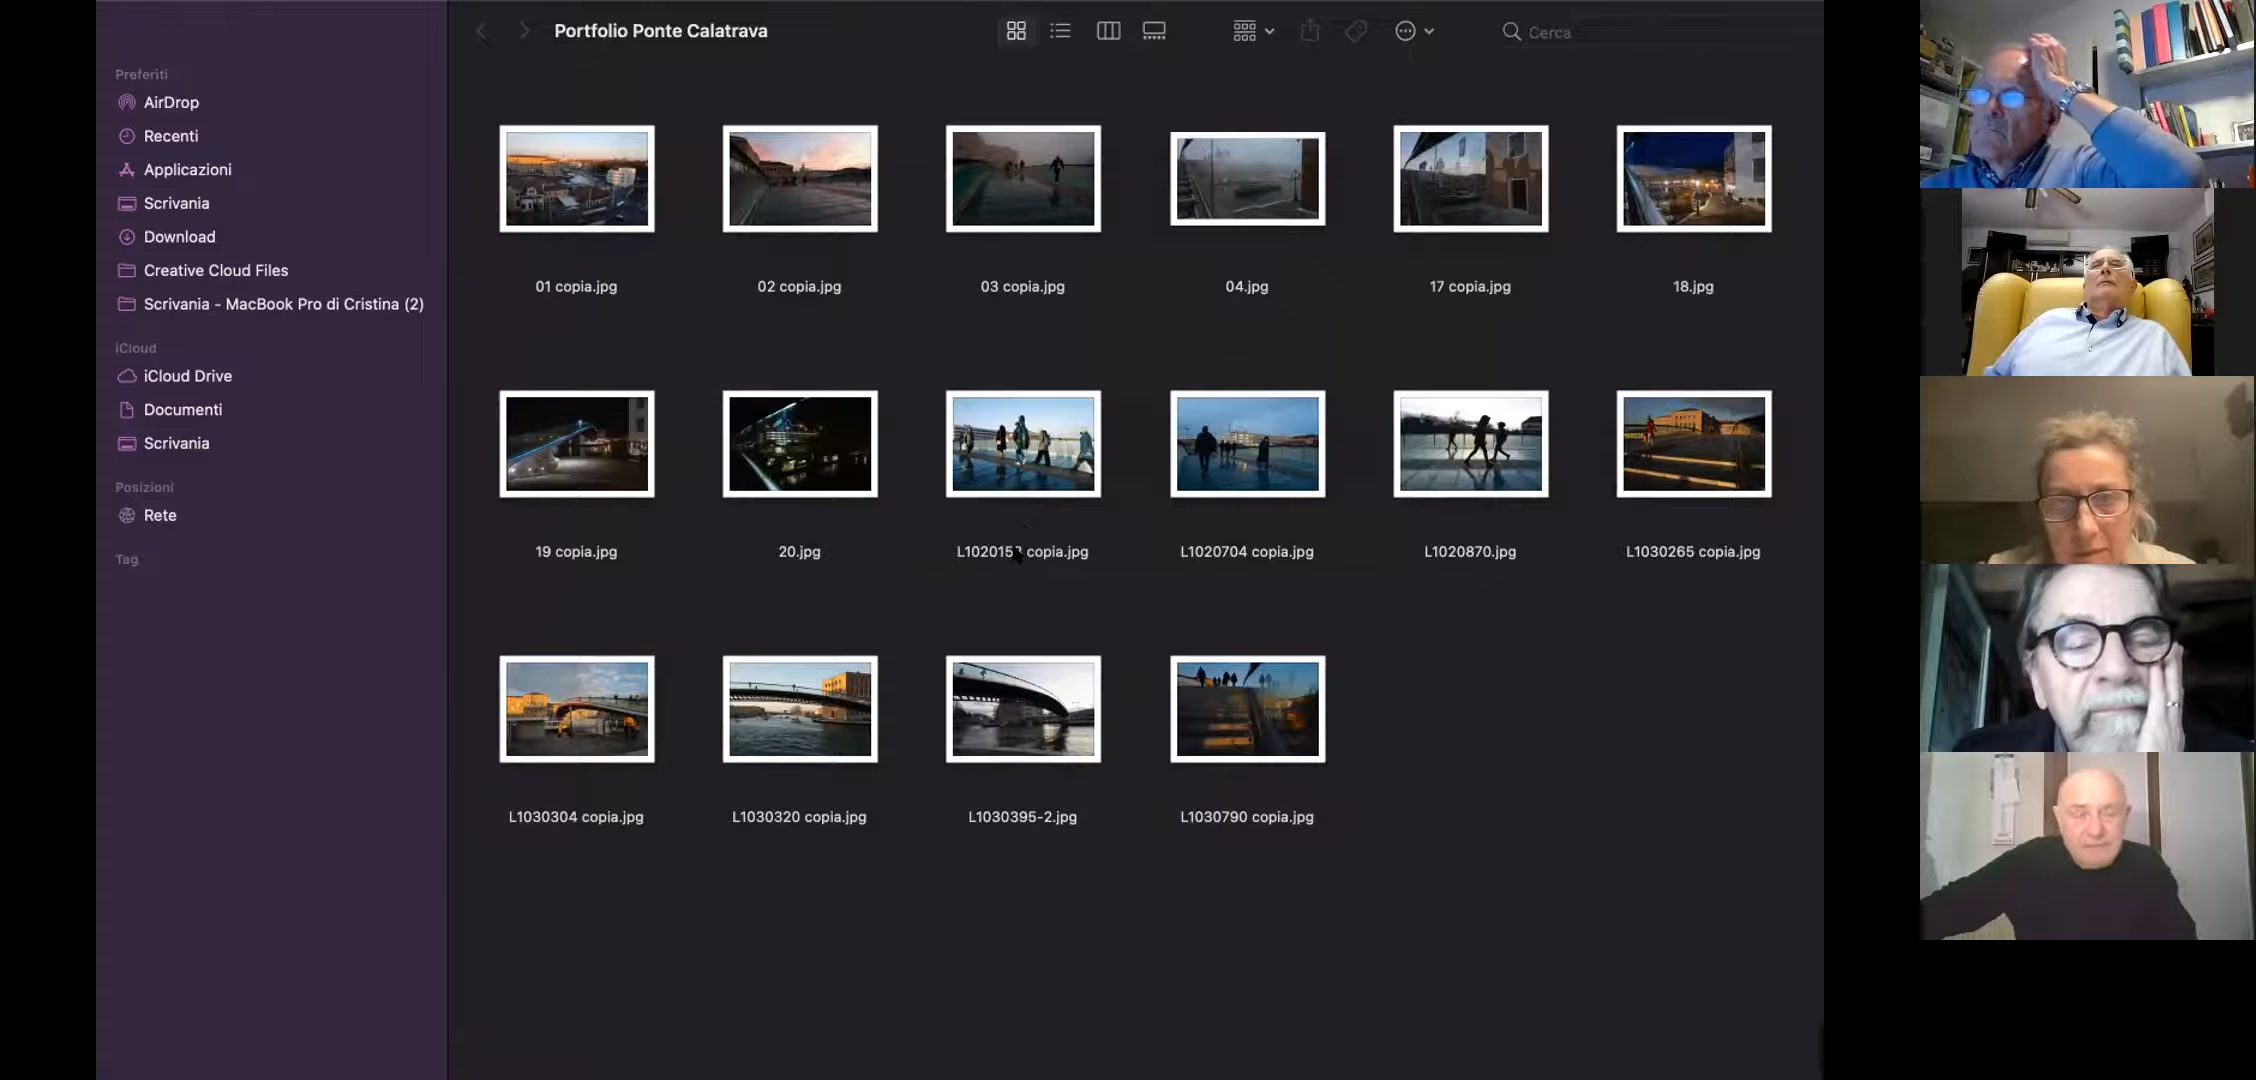 Portfolio Ponte Calatrava
Cerca
Preferiti
AirDrop
Recenti
Applicazioni
Scrivania
Download
Creative Cloud Files
Scrivania - MacBook Pro di Cristina (2)
iCloud
iCloud Drive
Documenti
Scrivania
Posizioni
Rete
Tag
01 copia.jpg
02 copia.jpg
03 copia.jpg
04.jpg
17 copia.jpg
18.jpg
19 copia.jpg
20.jpg
copia.jpg
L1020704 copia.jpg
L1020870.jpg
L1030265 copia.jpg
L1030304 copia.jpg
L1030320 copia.jpg
L1030395-2.jpg
L1030790 copia.jpg